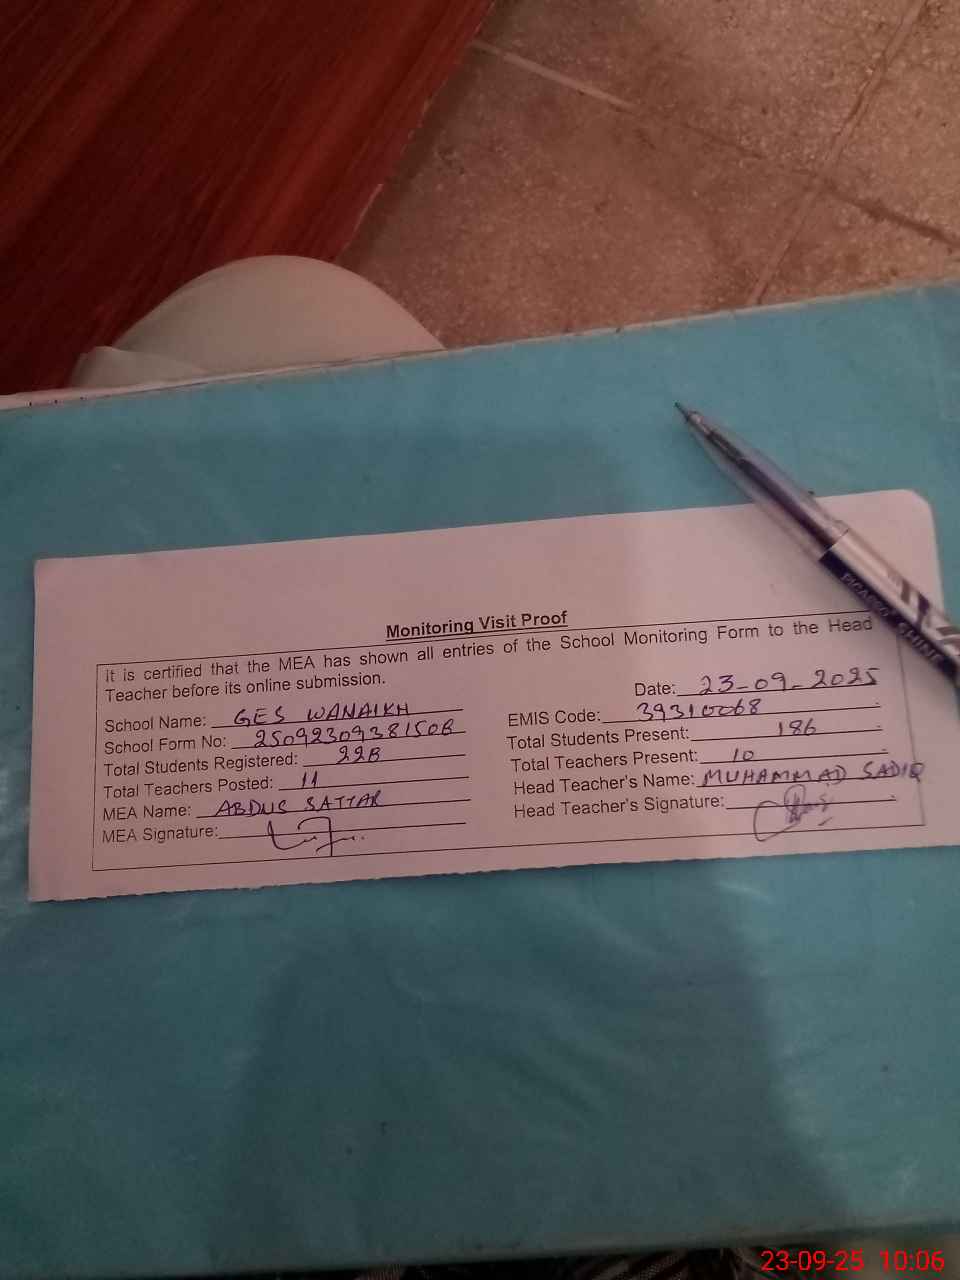 Monitoring Visit Proof
It is certified that the MEA has shown all entries of the School Monitoring Form to the Head
Teacher before its online submission.
Date: 23-09-2025
School Name: GES WANAIKH
EMIS Code: 39310068
School Form No: 2509230938150B
Total Students Present: 186
Total Students Registered: 22B
Total Teachers Present: 10
Total Teachers Posted: 11
Head Teacher's Name: MUHAMMAD SADIQ
MEA Name: ABDUS SATTAR
Head Teacher's Signature:
MEA Signature:
PICASSO SHINE
23-09-25 10:06